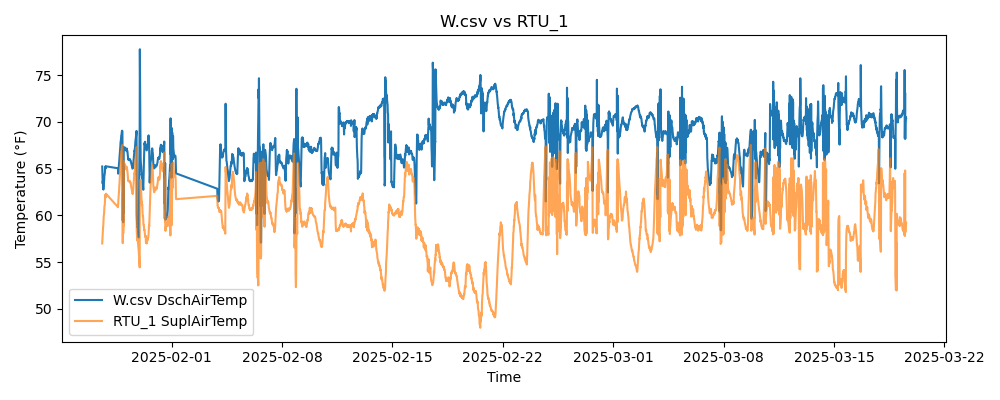 W.csv vs RTU_1
Temperature (°F)
75
70
65
60
55
50
W.csv DschAirTemp
RTU_1 SuplAirTemp
2025-02-01 2025-02-08 2025-02-15 2025-02-22 2025-03-01 2025-03-08 2025-03-15 2025-03-22
Time